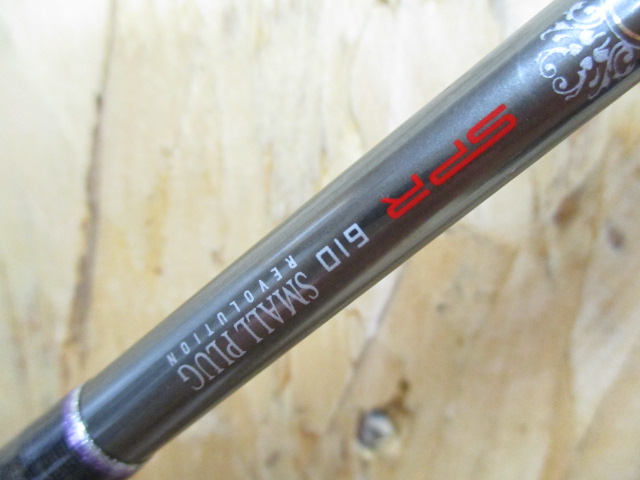 SPR 610
SMALL PLUG
REVOLUTION